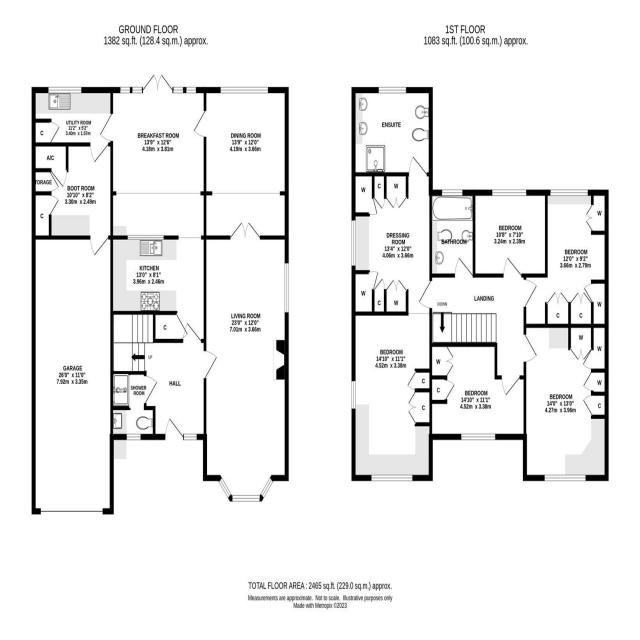 GROUND FLOOR
1382 sq.ft. (128.4 sq.m.) approx.
1ST FLOOR
1083 sq.ft. (100.6 sq.m.) approx.
UTILITY ROOM
11'2" x 5'2"
3.40m x 1.57m
C
BREAKFAST ROOM
13'9" x 12'6"
4.18m x 3.81m
DINING ROOM
13'9" x 12'0"
4.19m x 3.66m
A/C
STORAGE
BOOT ROOM
10'10" x 8'2"
3.30m x 2.49m
C
KITCHEN
13'0" x 8'1"
3.96m x 2.46m
LIVING ROOM
23'0" x 12'0"
7.01m x 3.66m
C
UP
HALL
SHOWER
ROOM
GARAGE
26'0" x 11'0"
7.92m x 3.35m
ENSUITE
W
C
W
DRESSING
ROOM
13'4" x 12'0"
4.06m x 3.66m
W
C
W
BATHROOM
BEDROOM
10'8" x 7'10"
3.24m x 2.39m
BEDROOM
12'0" x 9'2"
3.66m x 2.79m
W
W
C
C
LANDING
DOWN
BEDROOM
14'10" x 11'1"
4.52m x 3.38m
C
C
W
C
BEDROOM
14'10" x 11'1"
4.52m x 3.38m
BEDROOM
14'0" x 13'0"
4.27m x 3.96m
W
W
W
C
TOTAL FLOOR AREA : 2465 sq.ft. (229.0 sq.m.) approx.
Measurements are approximate. Not to scale. Illustrative purposes only
Made with Metropix ©2023